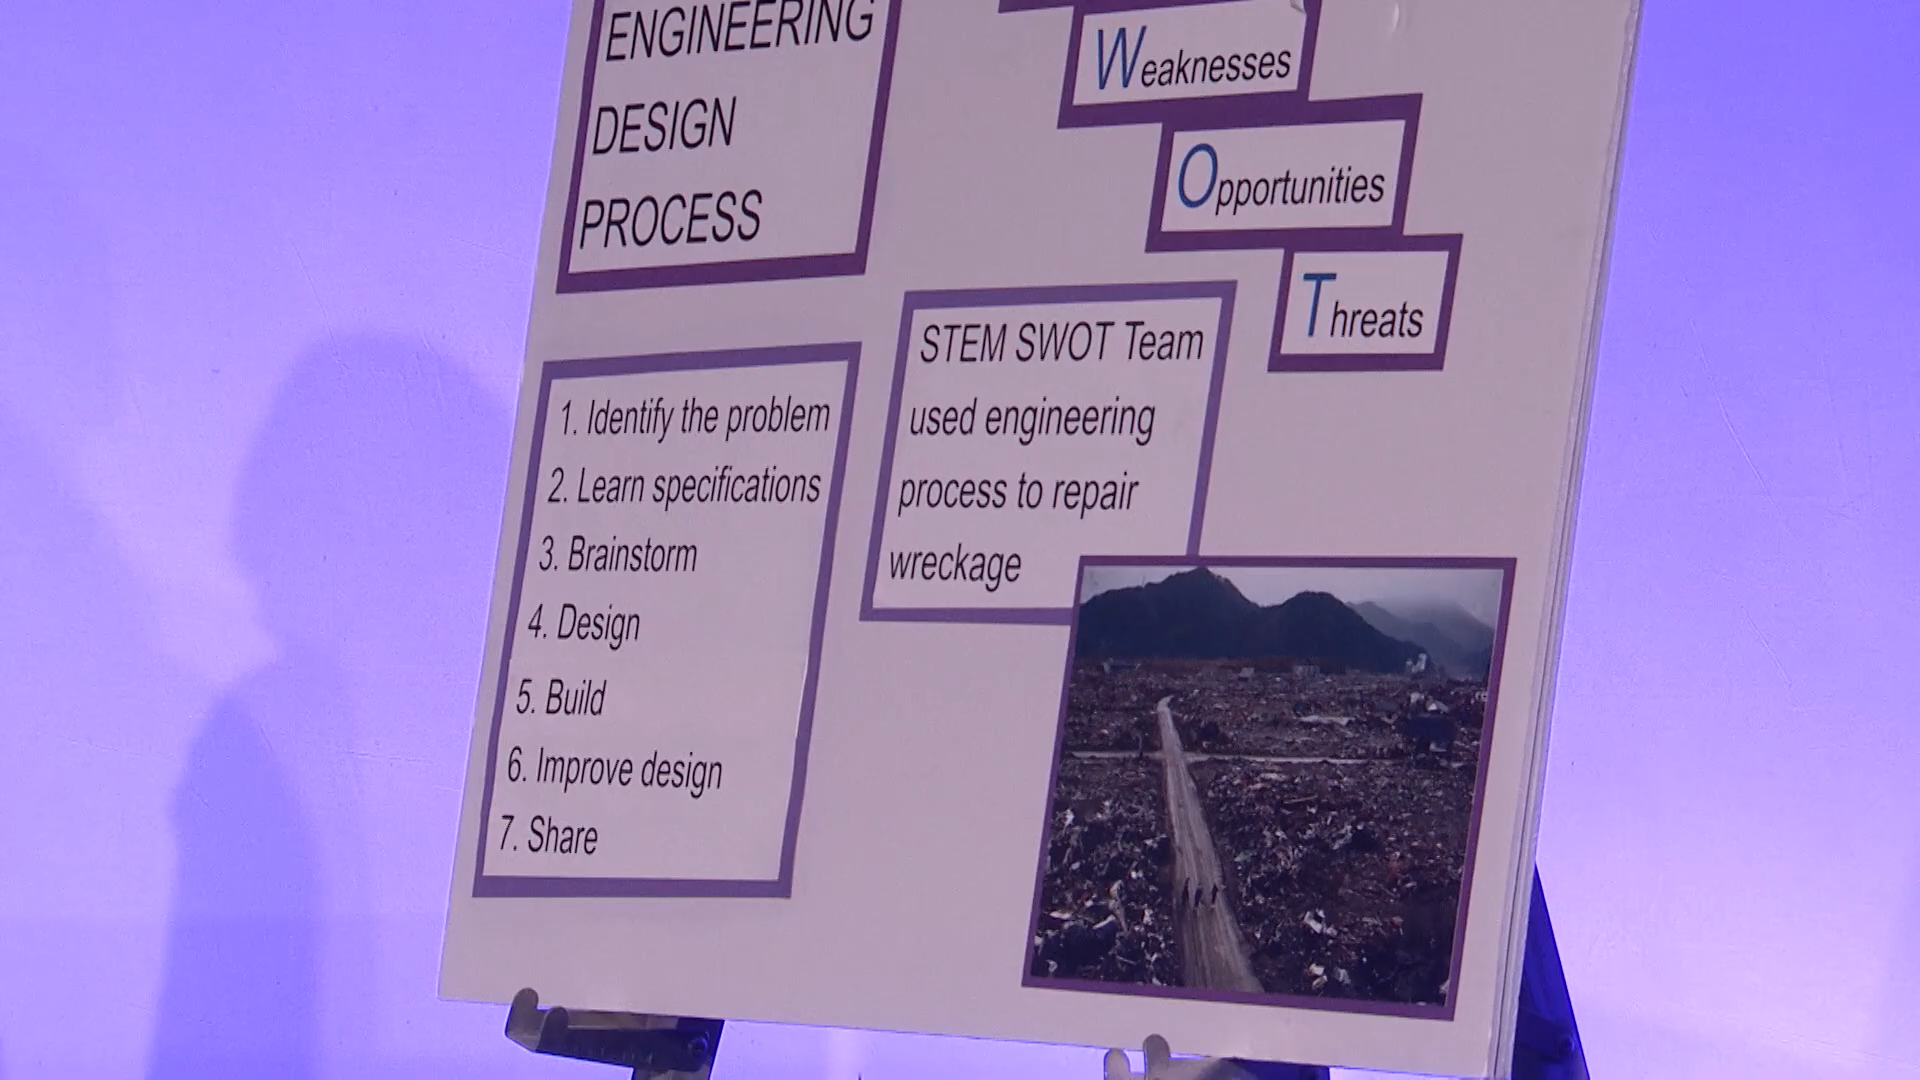 ENGINEERING
DESIGN
PROCESS
Weaknesses
Opportunities
Threats
1. Identify the problem
2. Learn specifications
3. Brainstorm
4. Design
5. Build
6. Improve design
7. Share
STEM SWOT Team
used engineering
process to repair
wreckage